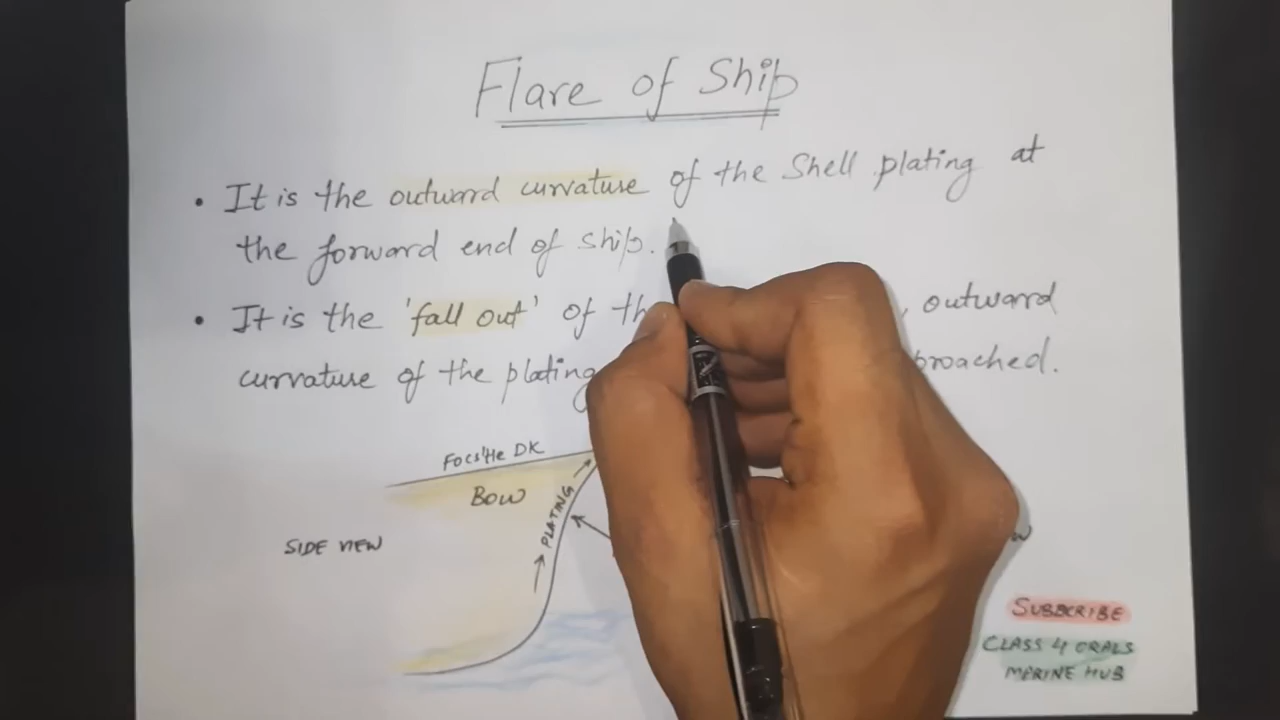 Flare of Ship
• It is the outward curvature of the Shell plating at
the forward end of ship.
• It is the 'fall out' of th , outward
curvature of the plating proached.
Focs'tle DK
BOW
PLATING
SIDE VIEW
SUBBCRIBE
CLASS 4 ORALS
MERINE HUB